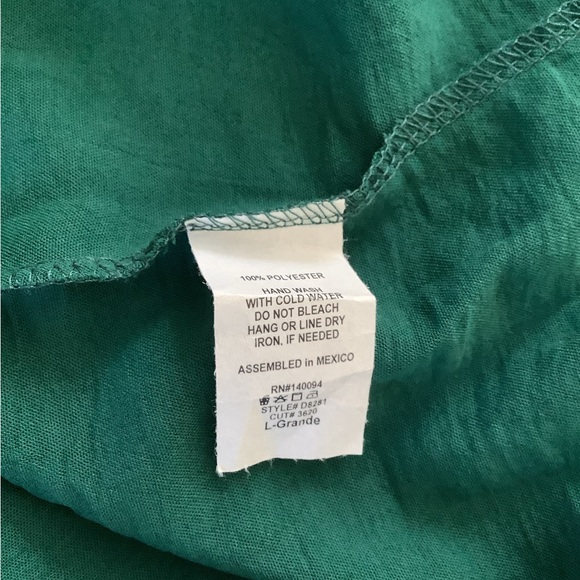 100% POLYESTER
HAND WASH
WITH COLD WATER
DO NOT BLEACH
HANG OR LINE DRY
IRON, IF NEEDED
ASSEMBLED in MEXICO
RN#140094
STYLE# D8281
CUT# 3620
L-Grande